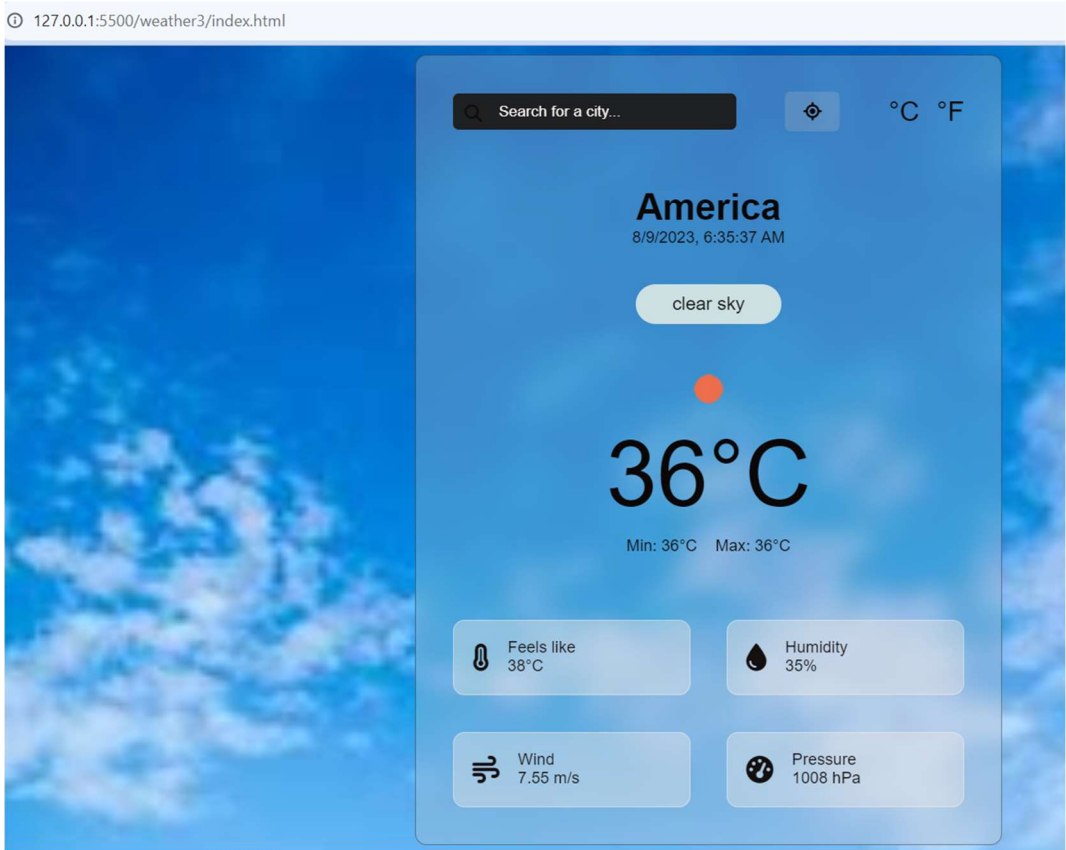 127.0.0.1:5500/weather3/index.html
Search for a city...
°C °F
America
8/9/2023, 6:35:37 AM
clear sky
36°C
Min: 36°C Max: 36°C
Feels like
38°C
Humidity
35%
Wind
7.55 m/s
Pressure
1008 hPa